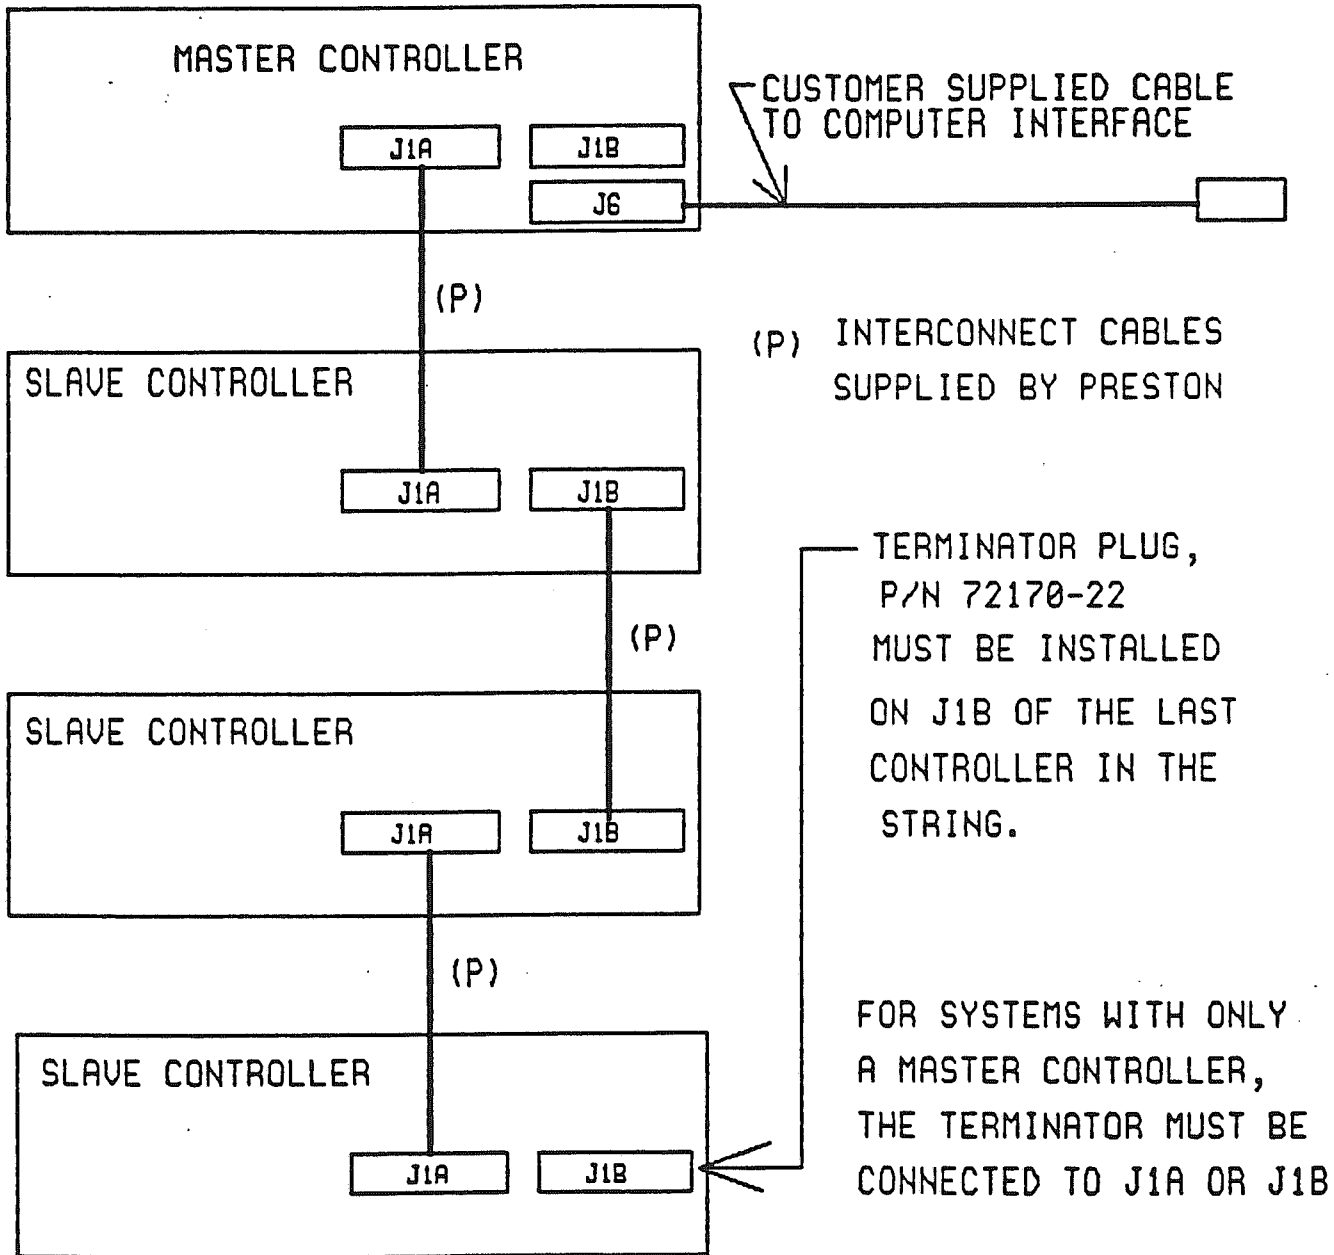 MASTER CONTROLLER
J1A
J1B
J6
CUSTOMER SUPPLIED CABLE
TO COMPUTER INTERFACE
(P)
(P) INTERCONNECT CABLES
SUPPLIED BY PRESTON
SLAVE CONTROLLER
J1A
J1B
TERMINATOR PLUG,
P/N 72170-22
MUST BE INSTALLED
ON J1B OF THE LAST
CONTROLLER IN THE
STRING.
(P)
SLAVE CONTROLLER
J1A
J1B
(P)
SLAVE CONTROLLER
J1A
J1B
FOR SYSTEMS WITH ONLY
A MASTER CONTROLLER,
THE TERMINATOR MUST BE
CONNECTED TO J1A OR J1B